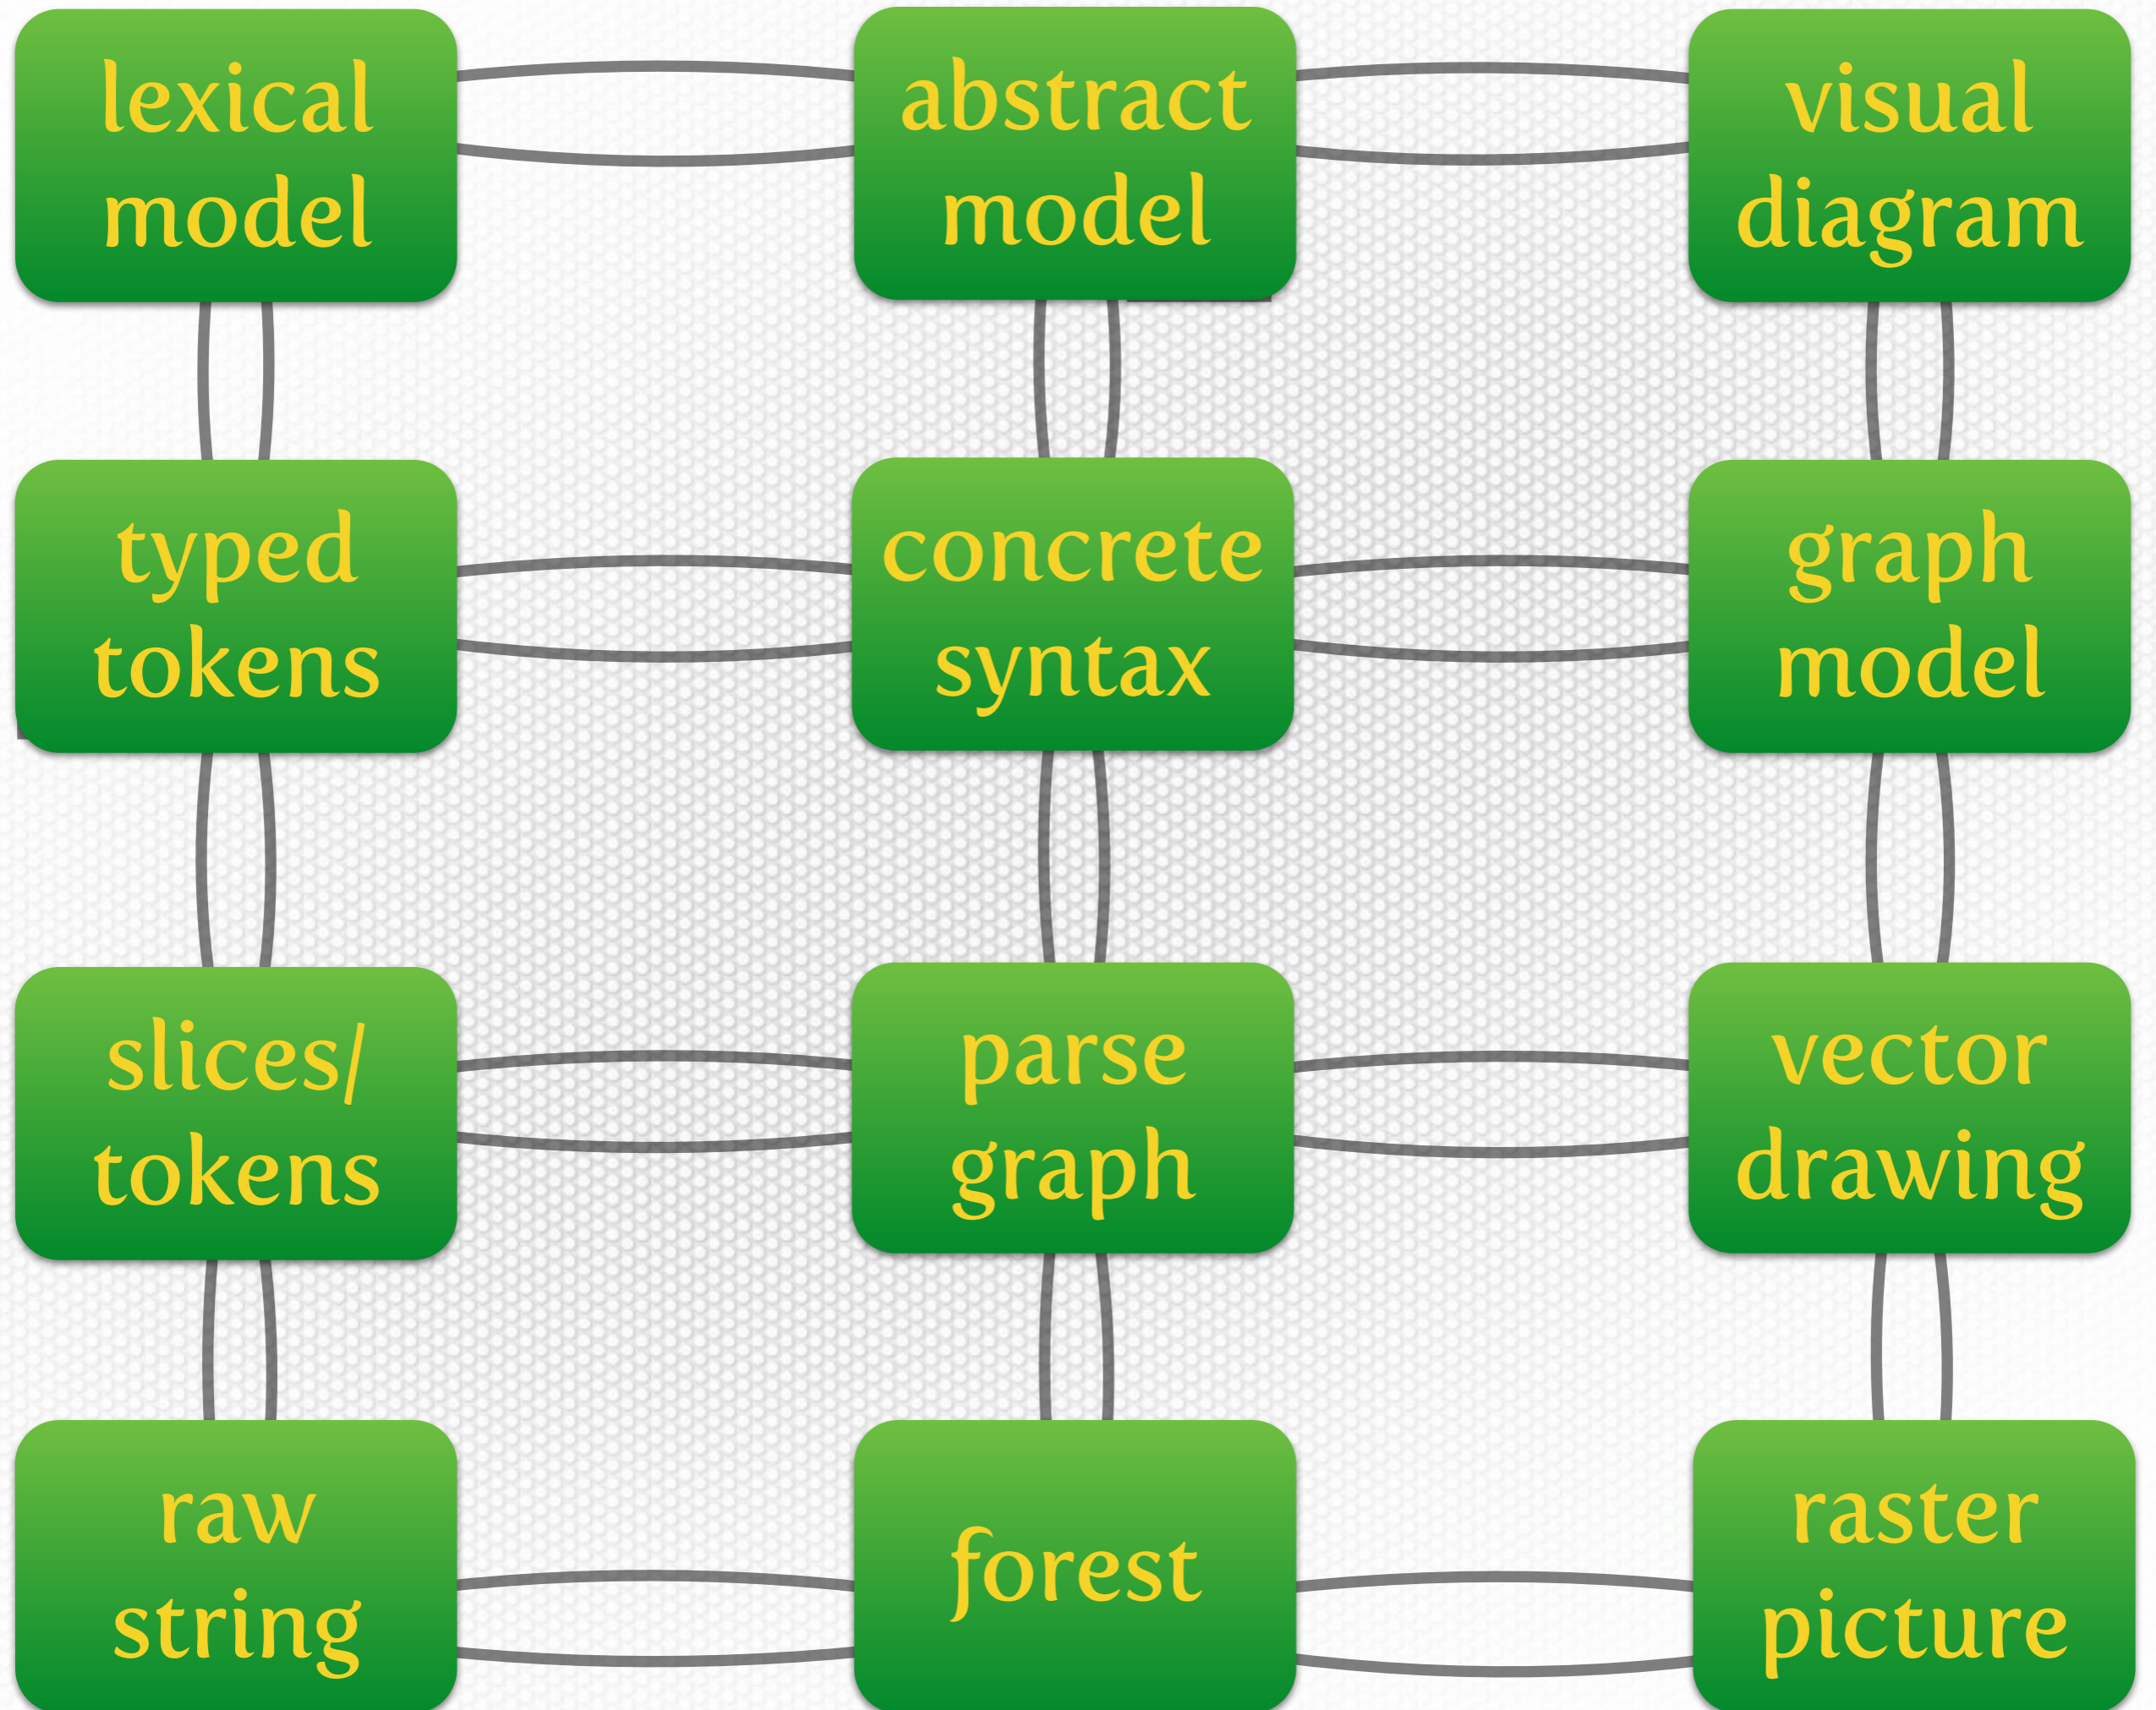 lexical
model
abstract
model
visual
diagram
typed
tokens
concrete
syntax
graph
model
slices/
tokens
parse
graph
vector
drawing
raw
string
forest
raster
picture